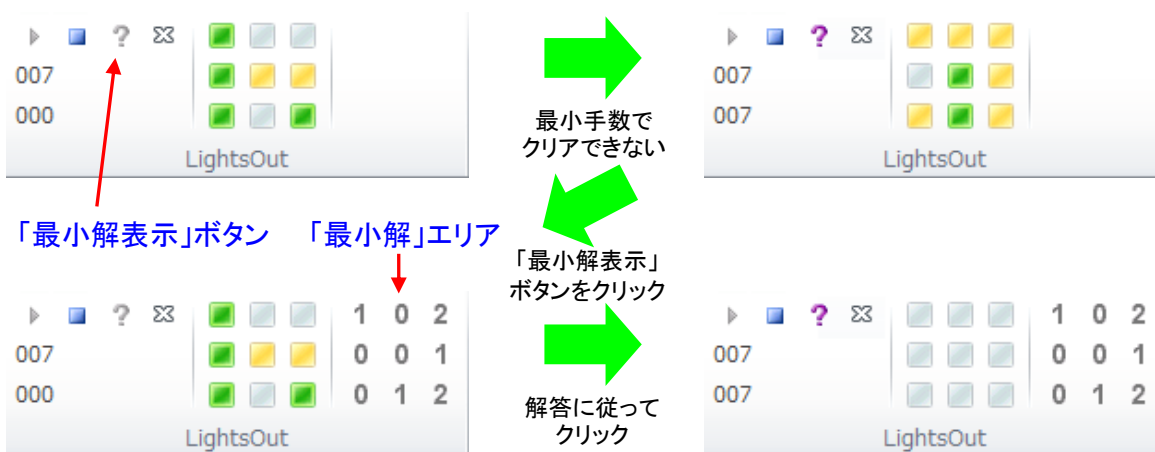 007
000
LightsOut
最小手数で
クリアできない
007
007
LightsOut
「最小解表示」ボタン
「最小解」エリア
「最小解表示」
ボタンをクリック
1 0 2
007
0 0 1
000
0 1 2
LightsOut
解答に従って
クリック
1 0 2
007
0 0 1
007
0 1 2
LightsOut